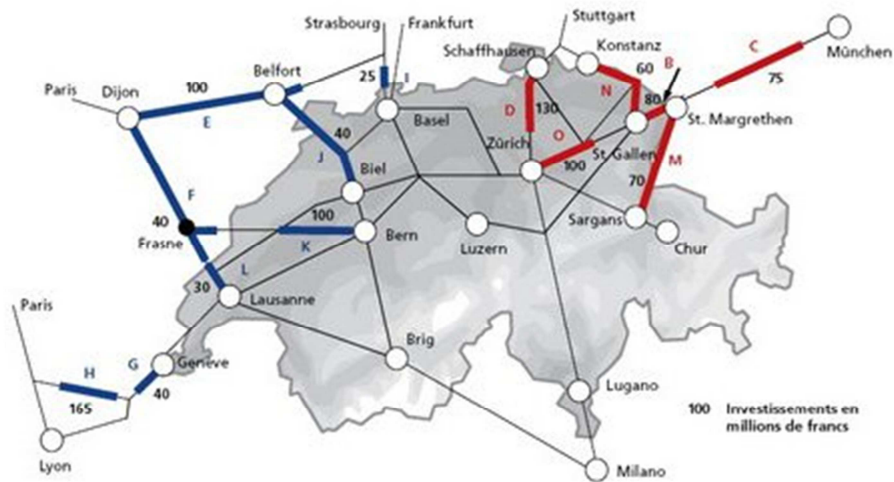 Strasbourg
Frankfurt
Stuttgart
München
Schaffhausen
Konstanz
B
C
60
75
Belfort
25
I
100
Paris
Dijon
N
80
D
130
St. Margrethen
Basel
E
O
40
Zürich
St. Gallen
J
M
100
Biel
70
F
100
40
Frasne
K
Bern
Luzern
Sargans
Chur
L
30
Lausanne
Paris
Brig
H
G
Genève
40
165
Lugano
100 Investissements en
millions de francs
Lyon
Milano